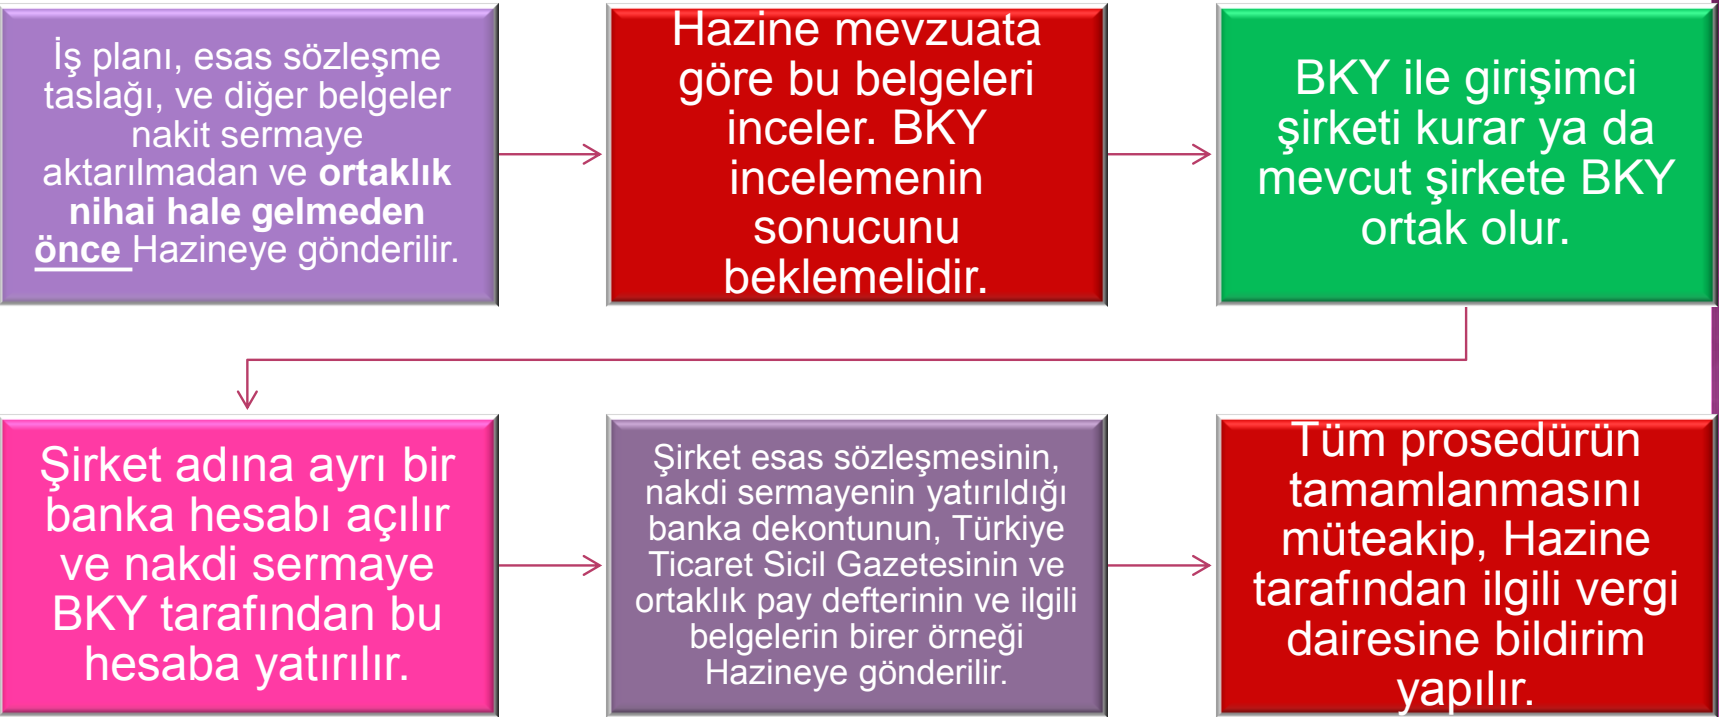 İş planı, esas sözleşme
taslağı, ve diğer belgeler
nakit sermaye
aktarılmadan ve ortaklık
nihai hale gelmeden
önce Hazineye gönderilir.
Hazine mevzuata
göre bu belgeleri
inceler. BKY
incelemenin
sonucunu
beklemelidir.
BKY ile girişimci
şirketi kurar ya da
mevcut şirkete BKY
ortak olur.
Şirket adına ayrı bir
banka hesabı açılır
ve nakdi sermaye
BKY tarafından bu
hesaba yatırılır.
Şirket esas sözleşmesinin,
nakdi sermayenin yatırıldığı
banka dekontunun, Türkiye
Ticaret Sicil Gazetesinin ve
ortaklık pay defterinin ve ilgili
belgelerin birer örneği
Hazineye gönderilir.
Tüm prosedürün
tamamlanmasını
müteakip, Hazine
tarafından ilgili vergi
dairesine bildirim
yapılır.